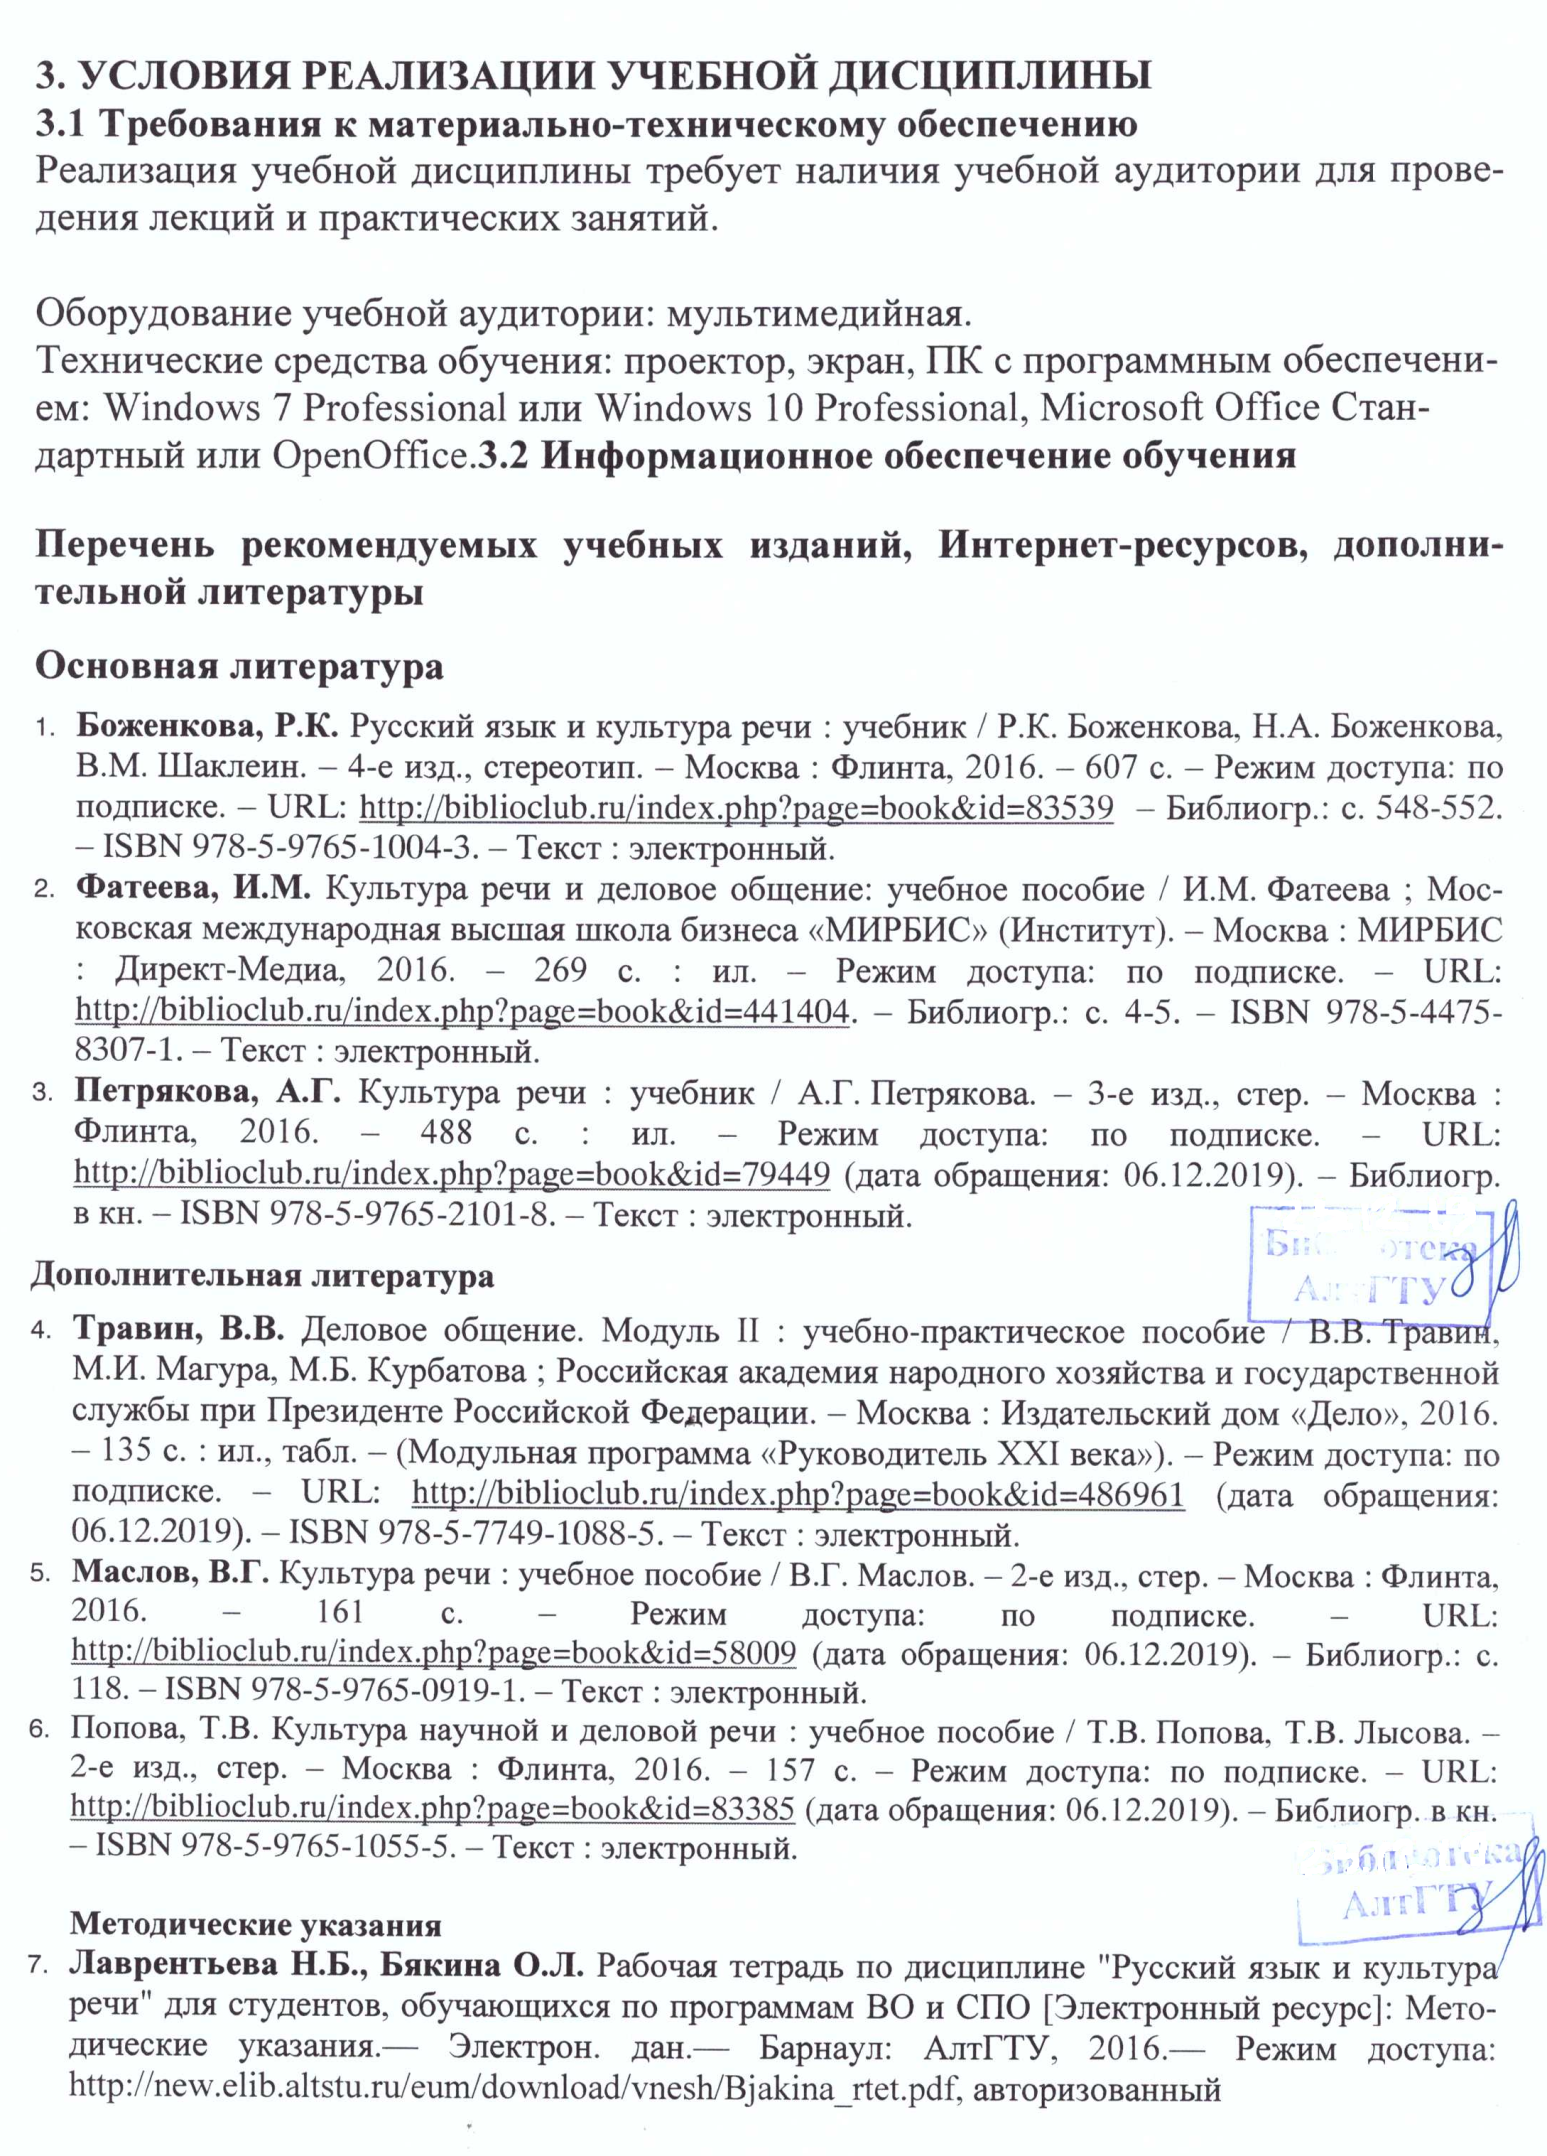 3. УСЛОВИЯ РЕАЛИЗАЦИИ УЧЕБНОЙ ДИСЦИПЛИНЫ
3.1 Требования к материально-техническому обеспечению
Реализация учебной дисциплины требует наличия учебной аудитории для прове-
дения лекций и практических занятий.
Оборудование учебной аудитории: мультимедийная.
Технические средства обучения: проектор, экран, ПК с программным обеспечени-
ем: Windows 7 Professional или Windows 10 Professional, Microsoft Office Стан-
дартный или OpenOffice.3.2 Информационное обеспечение обучения
Перечень рекомендуемых учебных изданий, Интернет-ресурсов, дополни-
тельной литературы
Основная литература
1. Боженкова, Р.К. Русский язык и культура речи : учебник / Р.К. Боженкова, Н.А. Боженкова,
В.М. Шаклеин. – 4-е изд., стереотип. – Москва : Флинта, 2016. – 607 с. – Режим доступа: по
подписке. – URL: http://biblioclub.ru/index.php?page=book&id=83539 – Библиогр.: с. 548-552.
– ISBN 978-5-9765-1004-3. – Текст : электронный.
2. Фатеева, И.М. Культура речи и деловое общение: учебное пособие / И.М. Фатеева ; Мос-
ковская международная высшая школа бизнеса «МИРБИС» (Институт). – Москва : МИРБИС
: Директ-Медиа, 2016. – 269 с. : ил. – Режим доступа: по подписке. – URL:
http://biblioclub.ru/index.php?page=book&id=441404. – Библиогр.: с. 4-5. – ISBN 978-5-4475-
8307-1. – Текст : электронный.
3. Петрякова, А.Г. Культура речи : учебник / А.Г. Петрякова. – 3-е изд., стер. – Москва :
Флинта, 2016. – 488 с. : ил. – Режим доступа: по подписке. – URL:
http://biblioclub.ru/index.php?page=book&id=79449 (дата обращения: 06.12.2019). – Библиогр.
в кн. – ISBN 978-5-9765-2101-8. – Текст : электронный.
Библиотека
АлтГТУ
Дополнительная литература
4. Травин, В.В. Деловое общение. Модуль II : учебно-практическое пособие / В.В. Травин,
М.И. Магура, М.Б. Курбатова ; Российская академия народного хозяйства и государственной
службы при Президенте Российской Федерации. – Москва : Издательский дом «Дело», 2016.
– 135 с. : ил., табл. – (Модульная программа «Руководитель XXI века»). – Режим доступа: по
подписке. – URL: http://biblioclub.ru/index.php?page=book&id=486961 (дата обращения:
06.12.2019). – ISBN 978-5-7749-1088-5. – Текст : электронный.
5. Маслов, В.Г. Культура речи : учебное пособие / В.Г. Маслов. – 2-е изд., стер. – Москва : Флинта,
2016. – 161 с. – Режим доступа: по подписке. – URL:
http://biblioclub.ru/index.php?page=book&id=58009 (дата обращения: 06.12.2019). – Библиогр.: с.
118. – ISBN 978-5-9765-0919-1. – Текст : электронный.
6. Попова, Т.В. Культура научной и деловой речи : учебное пособие / Т.В. Попова, Т.В. Лысова. –
2-е изд., стер. – Москва : Флинта, 2016. – 157 с. – Режим доступа: по подписке. – URL:
http://biblioclub.ru/index.php?page=book&id=83385 (дата обращения: 06.12.2019). – Библиогр. в кн.
– ISBN 978-5-9765-1055-5. – Текст : электронный.
Библиотека
АлтГТУ
Методические указания
7. Лаврентьева Н.Б., Бякина О.Л. Рабочая тетрадь по дисциплине "Русский язык и культура
речи" для студентов, обучающихся по программам ВО и СПО [Электронный ресурс]: Мето-
дические указания.— Электрон. дан.— Барнаул: АлтГТУ, 2016.— Режим доступа:
http://new.elib.altstu.ru/eum/download/vnesh/Bjakina_rtet.pdf, авторизованный